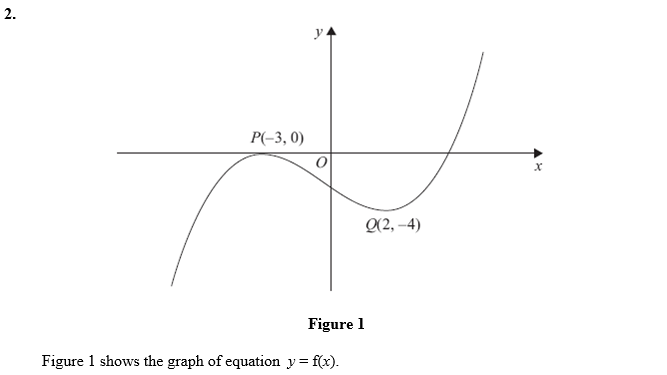 2.
y
P(–3, 0)
O
x
Q(2, –4)
Figure 1
Figure 1 shows the graph of equation y = f(x).